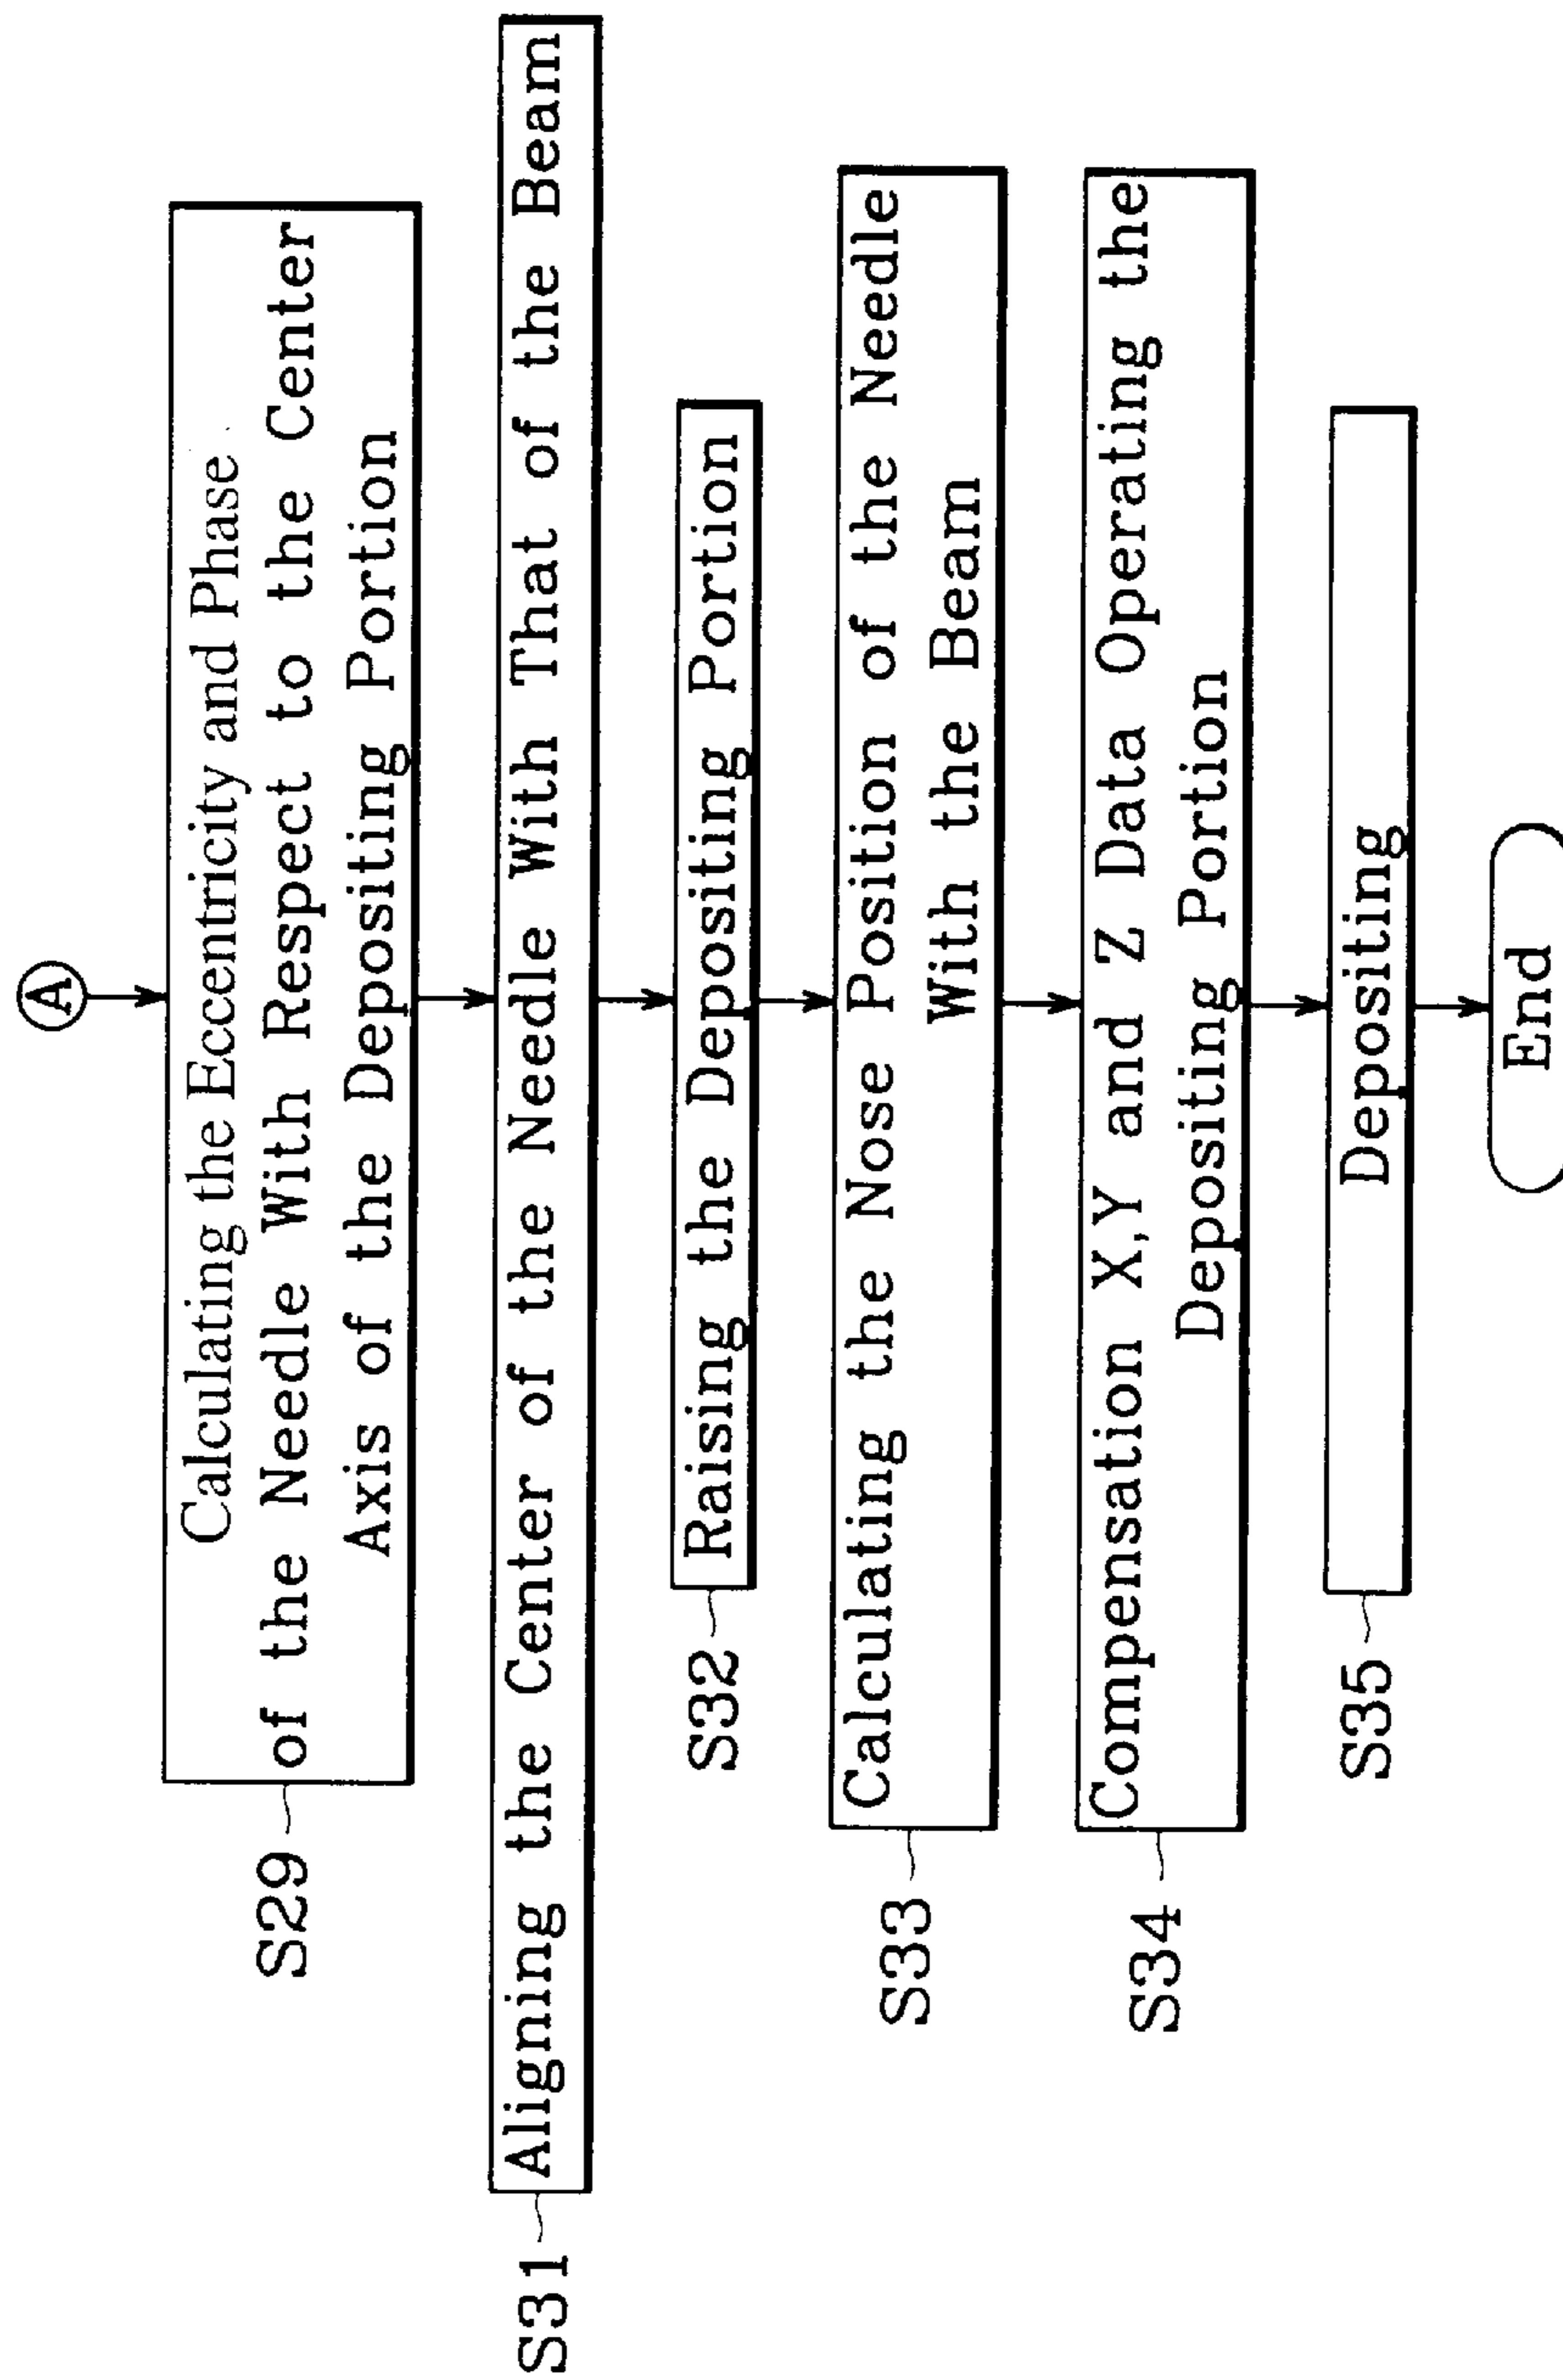 A
Calculating the Eccentricity and Phase
S29 of the Needle With Respect to the Center
Axis of the Depositing Portion
S31 Aligning the Center of the Needle With That of the Beam
S32 Raising the Depositing Portion
Calculating the Nose Position of the Needle
S33
With the Beam
Compensation X,Y and Z Data Operating the
S34
Depositing Portion
S35 Depositing
End